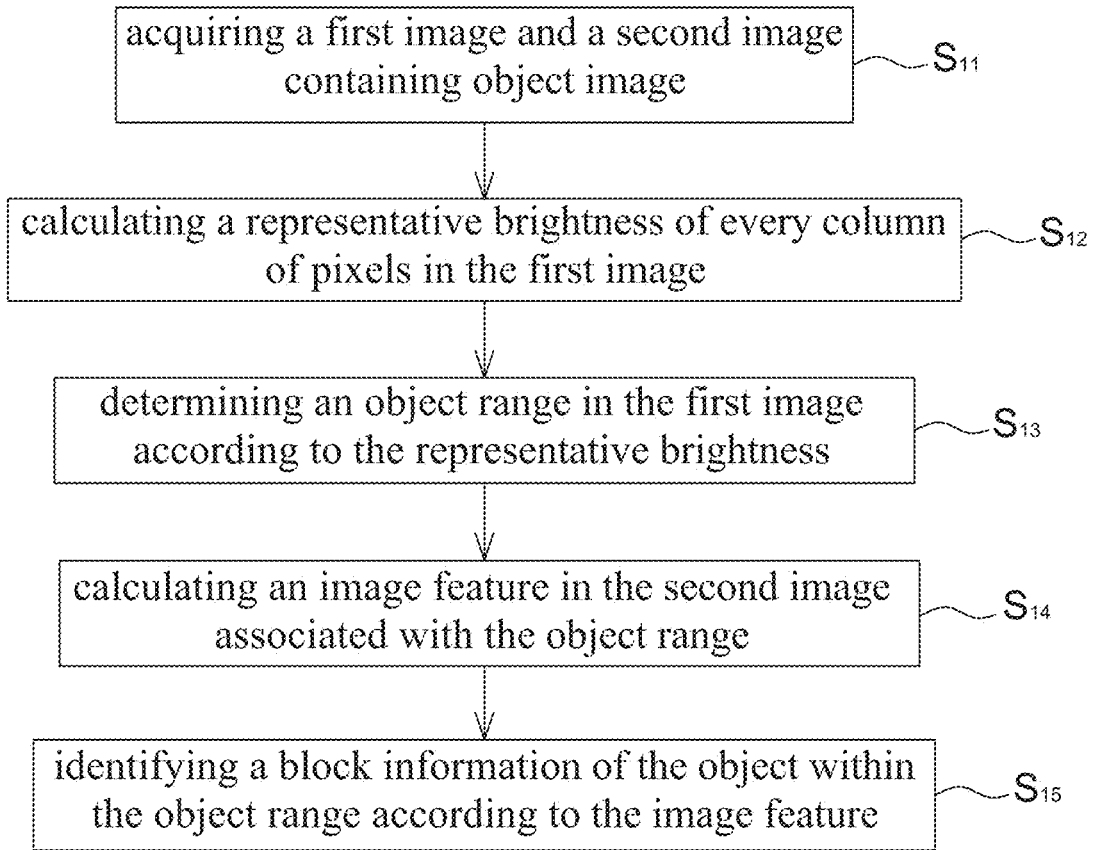 acquiring a first image and a second image
containing object image
S11
calculating a representative brightness of every column
of pixels in the first image
S12
determining an object range in the first image
according to the representative brightness
S13
calculating an image feature in the second image
associated with the object range
S14
identifying a block information of the object within
the object range according to the image feature
S15